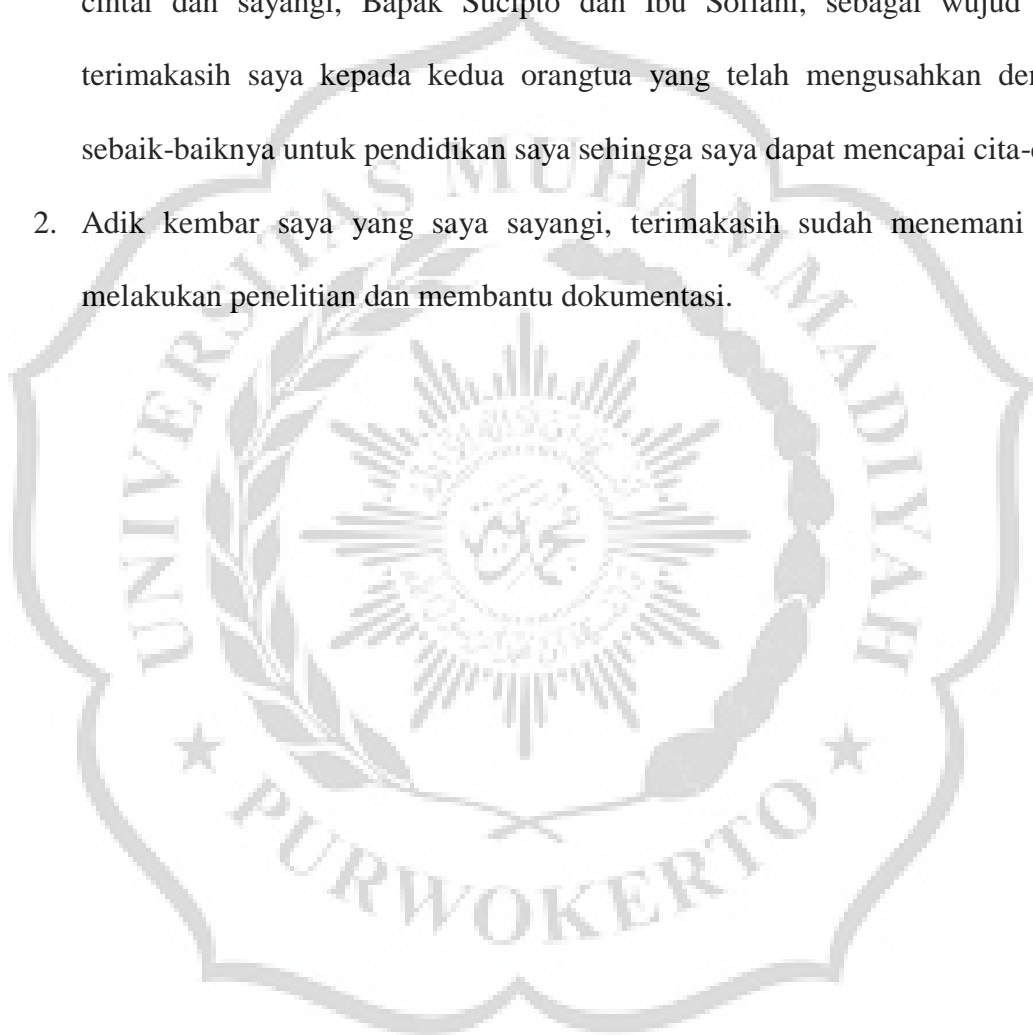 cintai dan sayangi, Bapak Sucipto dan Ibu Sofiani, sebagai wujud
terimakasih saya kepada kedua orangtua yang telah mengusahkan
sebaik-baiknya untuk pendidikan saya sehingga saya dapat mencapai
2. Adik kembar saya yang saya sayangi, terimakasih sudah menemani
melakukan penelitian dan membantu dokumentasi.
UNIVERSITAS MUHAMMADIYAH
★ PURWOKERTO ★